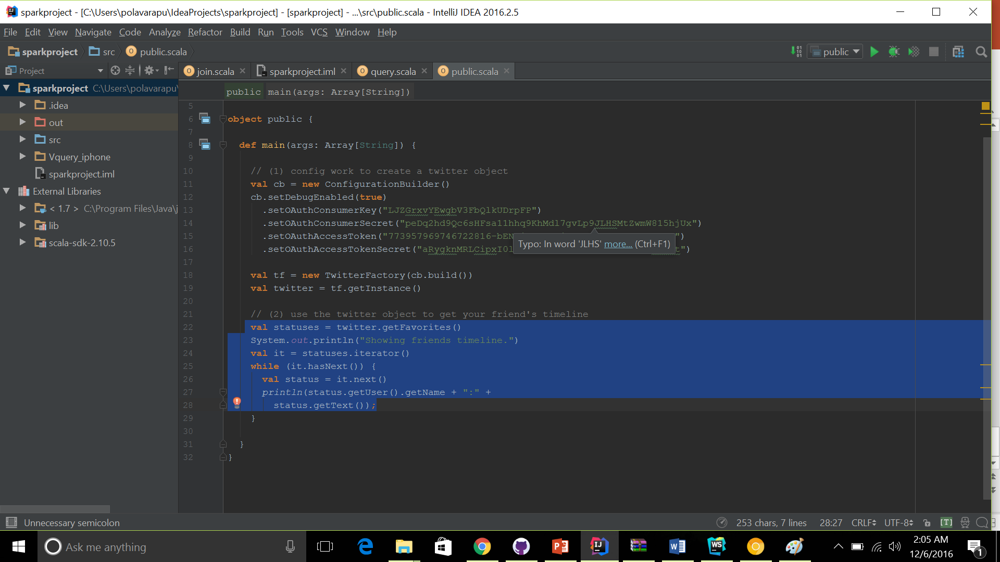 sparkproject - [C:\Users\polavarapu\IdeaProjects\sparkproject] - [sparkproject] - ...\src\public.scala - IntelliJ IDEA 2016.2.5
File Edit View Navigate Code Analyze Refactor Build Run Tools VCS Window Help
sparkproject src public.scala public
Project join.scala sparkproject.iml query.scala public.scala
sparkproject C:\Users\polavarapu\
.idea
out
src
Vquery_iphone
sparkproject.iml
External Libraries
< 1.7 > C:\Program Files\Java\j
lib
scala-sdk-2.10.5
public main(args: Array[String])
5
6 object public {
7
8 def main(args: Array[String]) {
9
10 // (1) config work to create a twitter object
11 val cb = new ConfigurationBuilder()
12 cb.setDebugEnabled(true)
13 .setOAuthConsumerKey("LJZGrxvYEwgbV3FbQlkUDrpFP")
14 .setOAuthConsumerSecret("peDq2hd9Qc6sHFsa11hhq9KhMdl7gvLp9JLHSMtZwmW815hjUx")
15 .setOAuthAccessToken("773957969746722816-bEN ")
16 .setOAuthAccessTokenSecret("aRygknMRLCipxI0l t")
Typo: In word 'JLHS' more... (Ctrl+F1)
17
18 val tf = new TwitterFactory(cb.build())
19 val twitter = tf.getInstance()
20
21 // (2) use the twitter object to get your friend's timeline
22 val statuses = twitter.getFavorites()
23 System.out.println("Showing friends timeline.")
24 val it = statuses.iterator()
25 while (it.hasNext()) {
26 val status = it.next()
27 println(status.getUser().getName + ":" +
28 status.getText());
29 }
30
31 }
32 }
Unnecessary semicolon 253 chars, 7 lines 28:27 CRLF UTF-8 [T]
Ask me anything
2:05 AM
12/6/2016
1